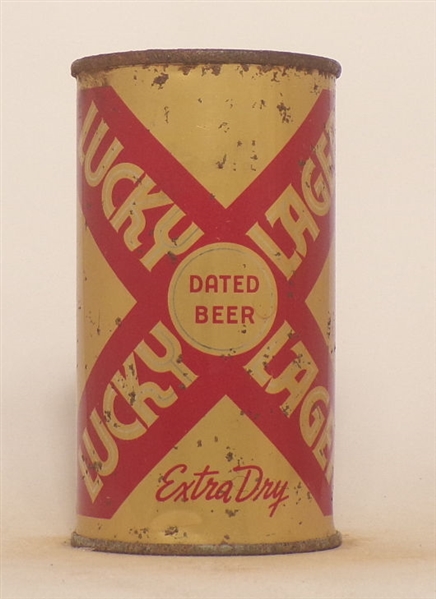 LUCKY LAGER
DATED
BEER
LUCKY LAGER
Extra Dry